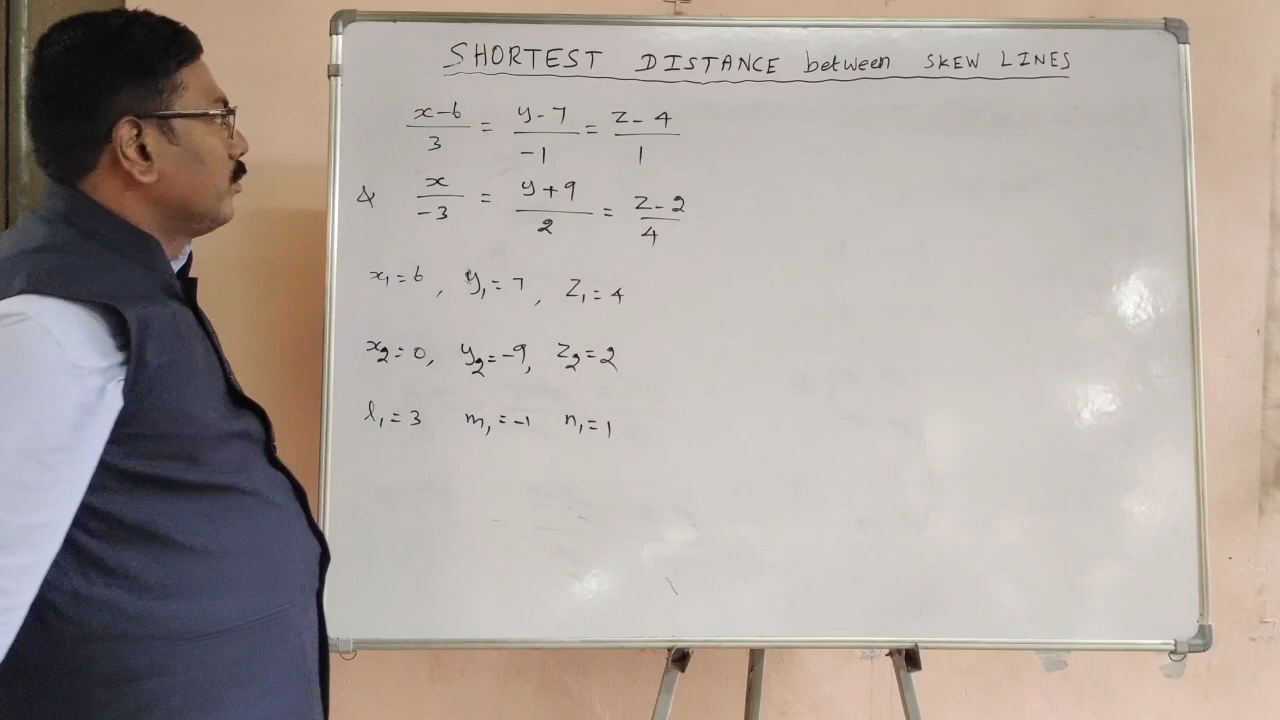 SHORTEST DISTANCE between SKEW LINES
x-6/3 = y-7/-1 = z-4/1
& x/-3 = y+9/2 = z-2/4
x₁=6, y₁=7, z₁=4
x₂=0, y₂=-9, z₂=2
l₁=3 m₁=-1 n₁=1